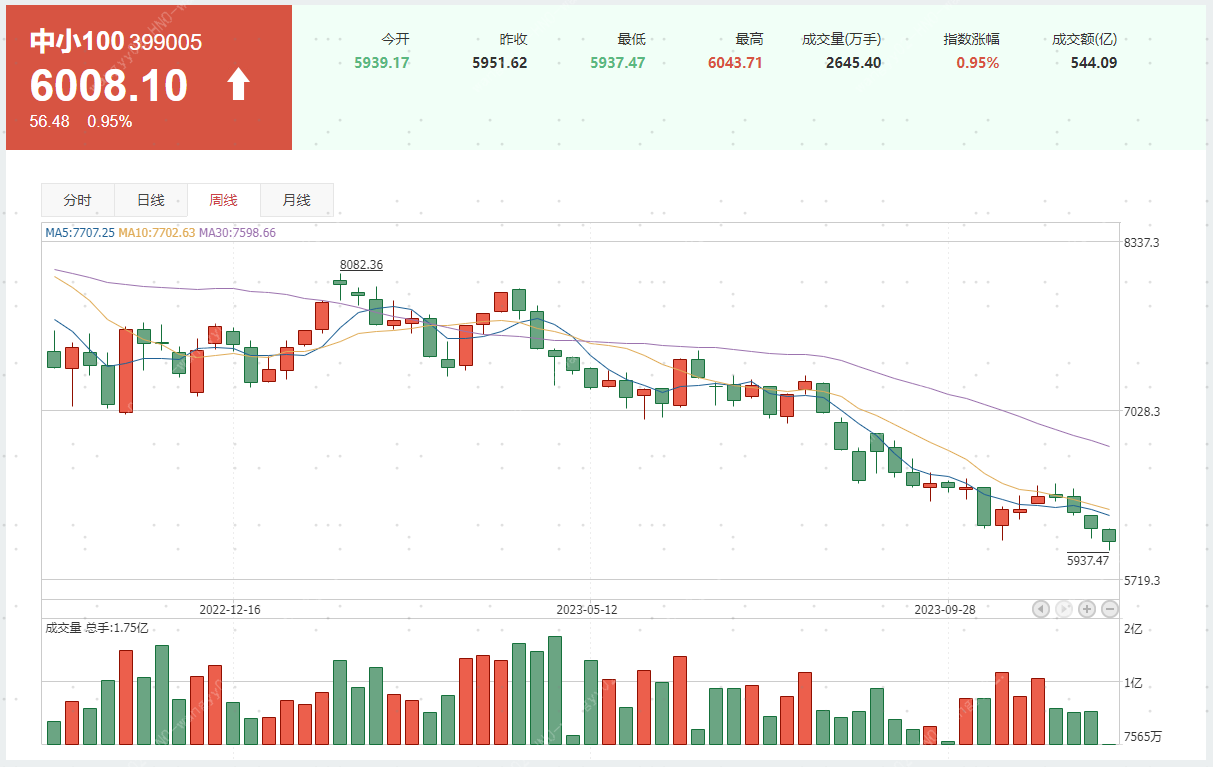 中小100 399005
6008.10
56.48 0.95%
今开 昨收 最低 最高 成交量(万手) 指数涨幅 成交额(亿)
5939.17 5951.62 5937.47 6043.71 2645.40 0.95% 544.09
分时 日线 周线 月线
MA5:7707.25 MA10:7702.63 MA30:7598.66
8337.3
8082.36
7028.3
5937.47
5719.3
2022-12-16 2023-05-12 2023-09-28
成交量 总手:1.75亿
2亿
1亿
7565万